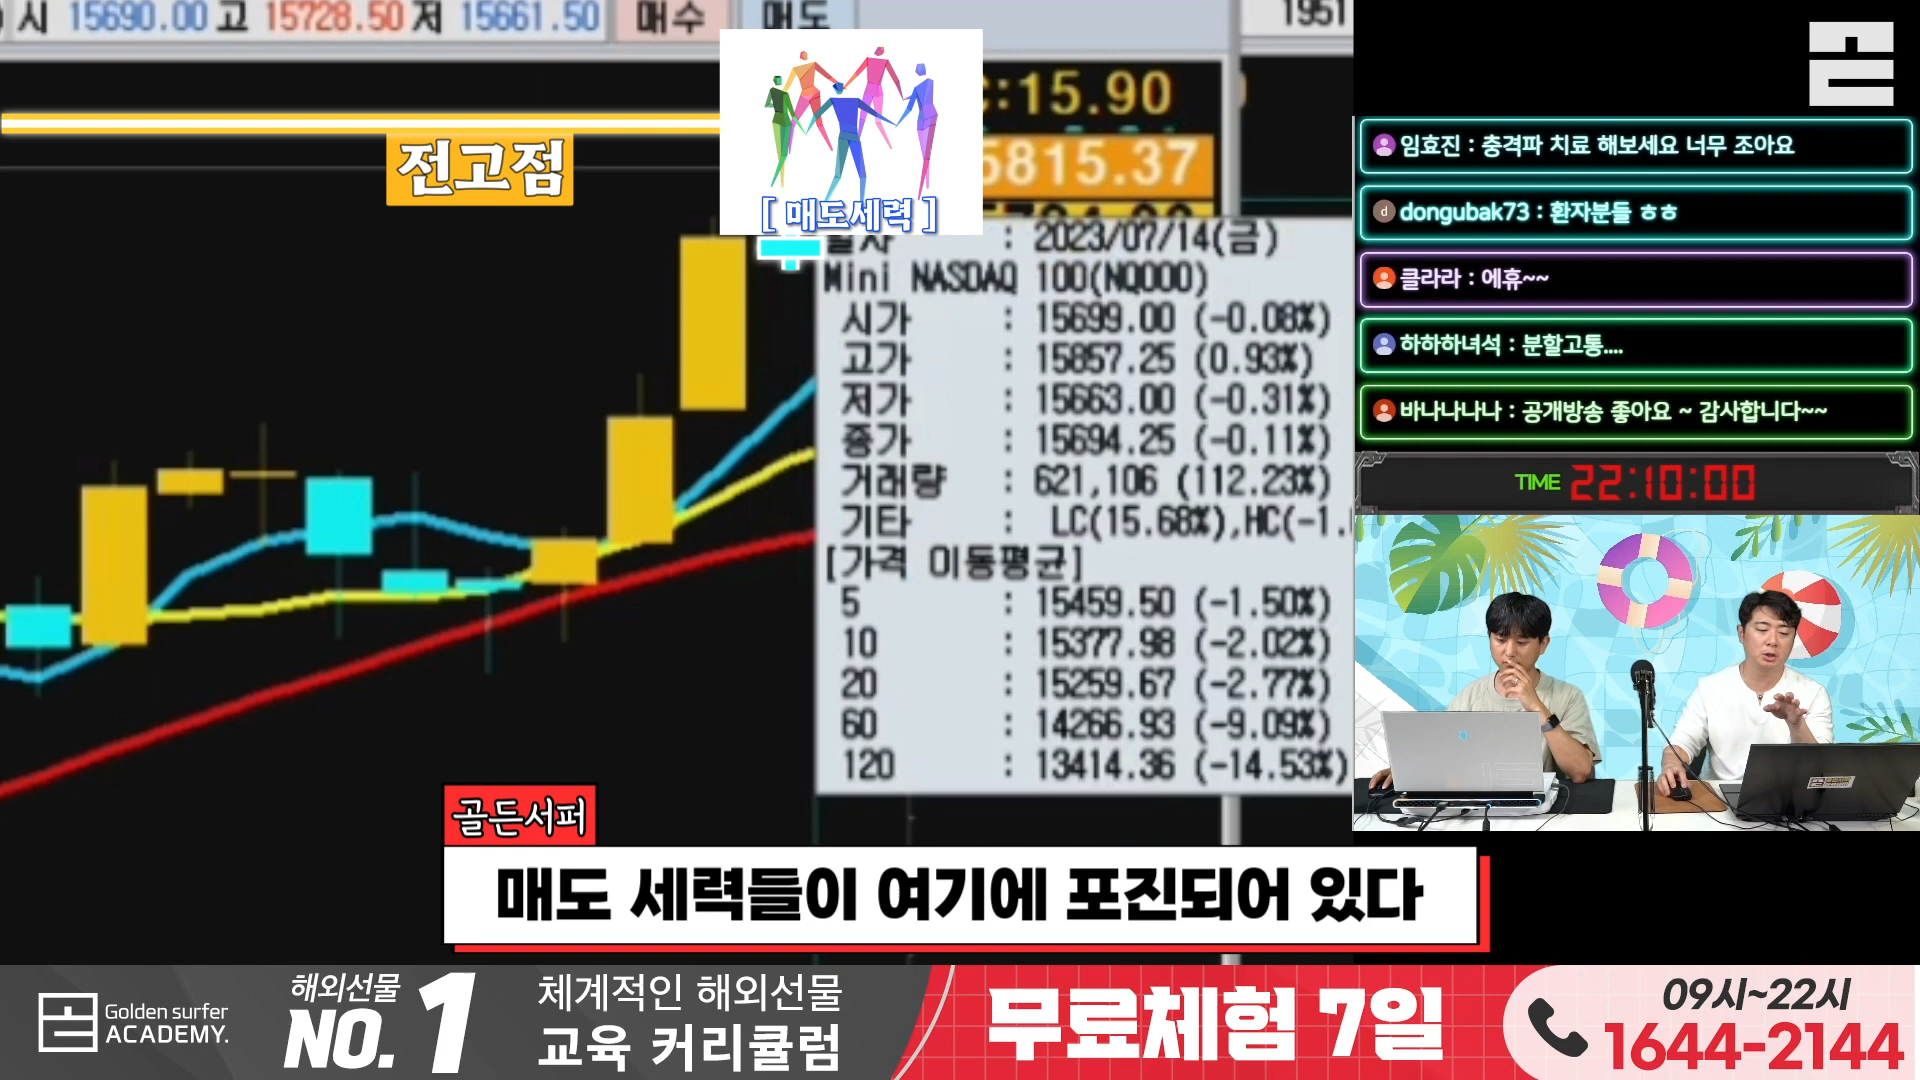 시 15690.00 고 15728.50 저 15661.50 매수 매도
1951
:15.90
전고점
5815.37
[ 매도세력 ]
일자 : 2023/07/14(금)
Mini NASDAQ 100(NQ000)
시가 : 15699.00 (-0.08%)
고가 : 15857.25 (0.93%)
저가 : 15663.00 (-0.31%)
종가 : 15694.25 (-0.11%)
거래량 : 621,106 (112.23%)
기타 : LC(15.68%),HC(-1.
[가격 이동평균]
5 : 15459.50 (-1.50%)
10 : 15377.98 (-2.02%)
20 : 15259.67 (-2.77%)
60 : 14266.93 (-9.09%)
120 : 13414.36 (-14.53%)
임효진 : 충격파 치료 해보세요 너무 조아요
d dongubak73 : 환자분들 ㅎㅎ
클라라 : 에휴~~
하하하녀석 : 분할고통....
바나나나나 : 공개방송 좋아요 ~ 감사합니다~~
TIME 22:10:00
골든서퍼
매도 세력들이 여기에 포진되어 있다
Golden surfer
ACADEMY.
해외선물
NO. 1
체계적인 해외선물
교육 커리큘럼
무료체험 7일
09시~22시
1644-2144